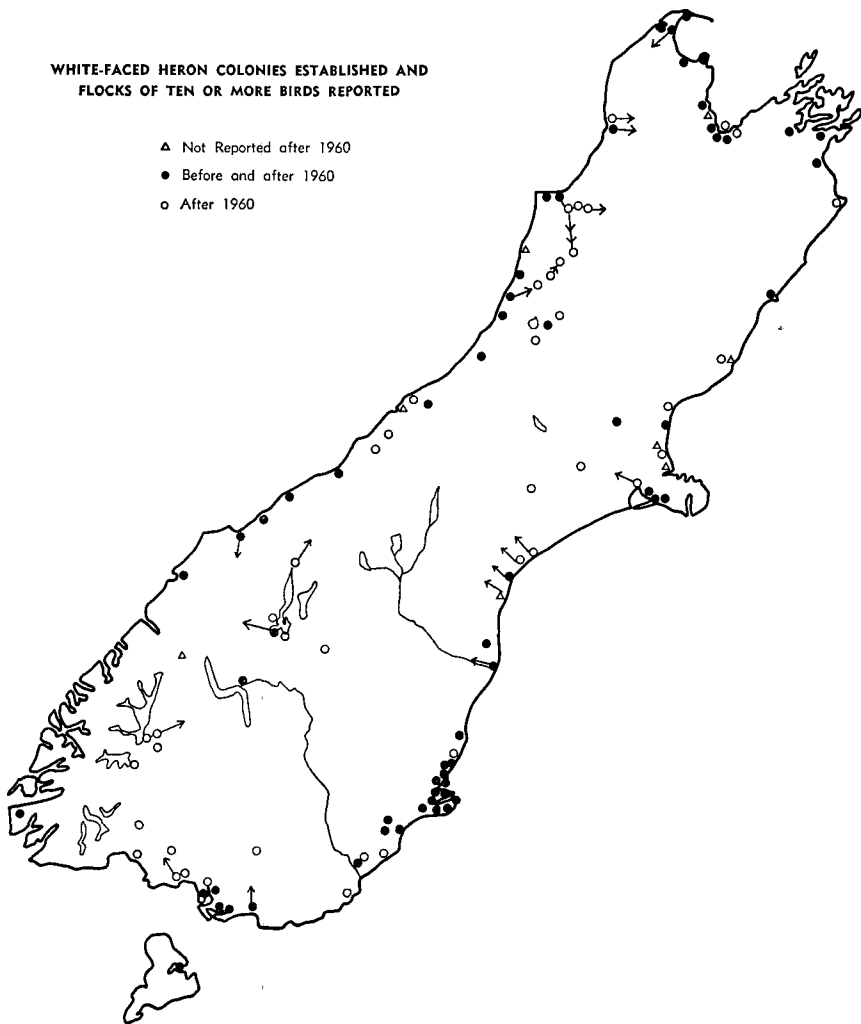 WHITE-FACED HERON COLONIES ESTABLISHED AND
FLOCKS OF TEN OR MORE BIRDS REPORTED
△ Not Reported after 1960
● Before and after 1960
○ After 1960